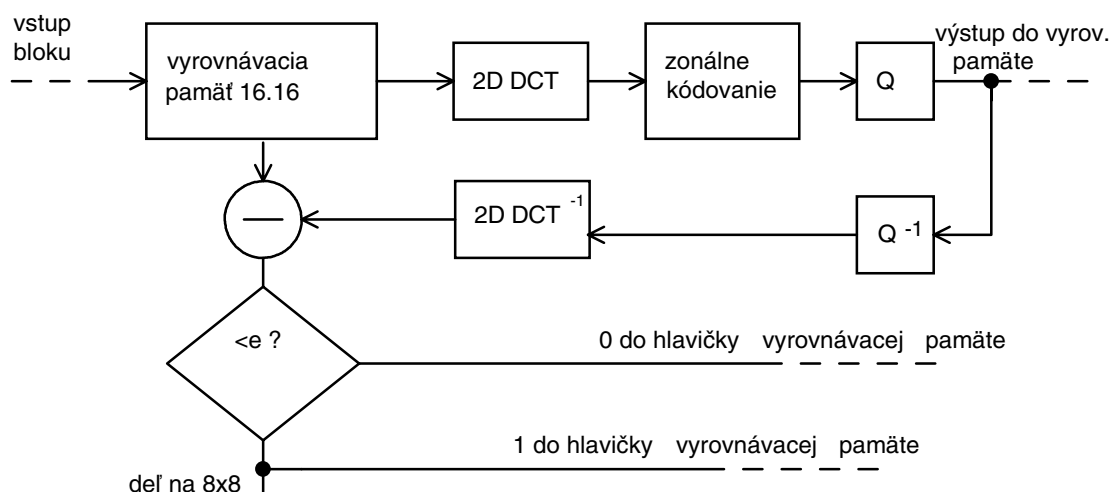 vstup
bloku
vyrovnávacia
pamäť 16.16
2D DCT
zonálne
kódovanie
Q
výstup do vyrov.
pamäte
2D DCT -1
Q -1
<e ?
0 do hlavičky vyrovnávacej pamäte
1 do hlavičky vyrovnávacej pamäte
deľ na 8x8